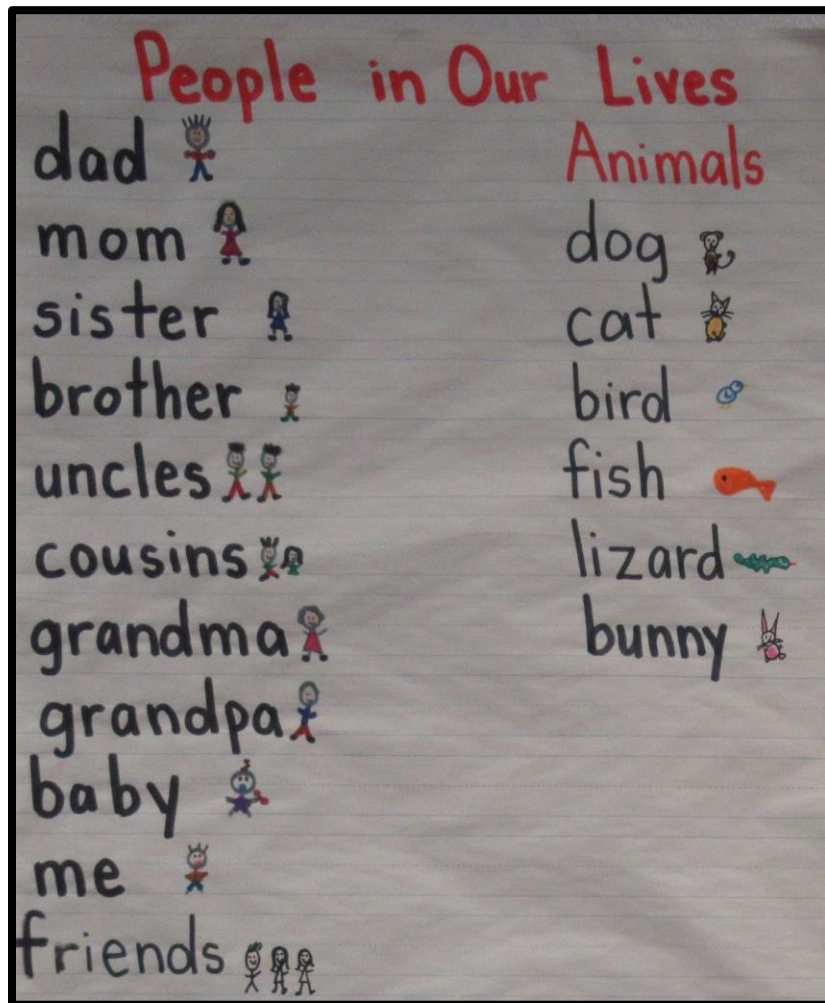 People in Our Lives
dad
mom
sister
brother
uncles
cousins
grandma
grandpa
baby
me
friends
Animals
dog
cat
bird
fish
lizard
bunny